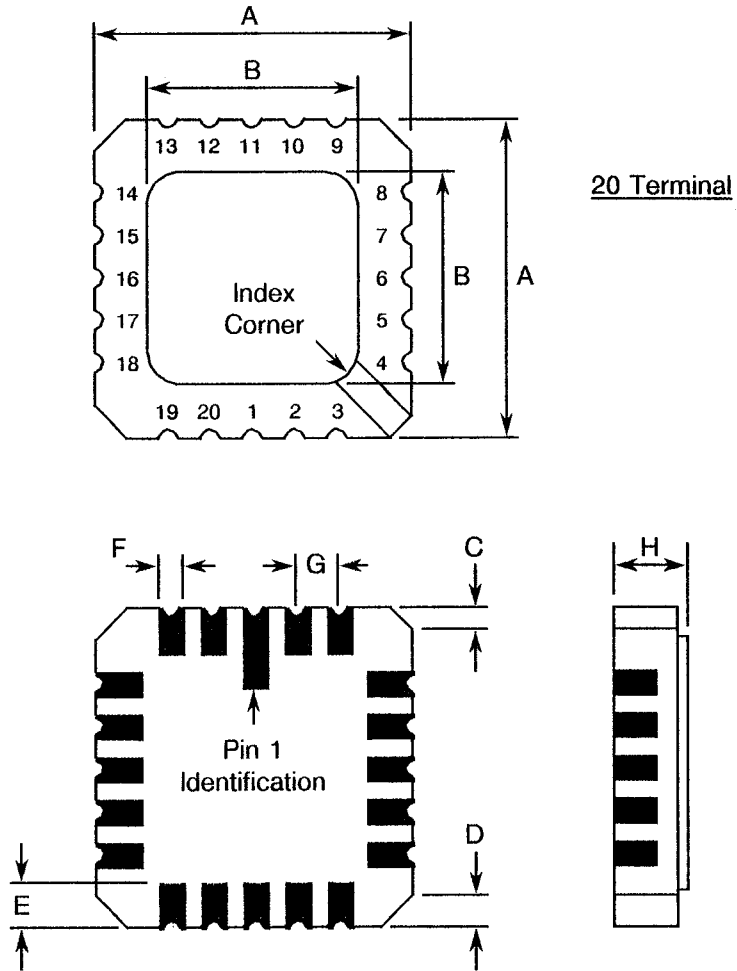 A
B
13 12 11 10 9
20 Terminal
14 8
15 7
B A
16 6
Index
Corner
17 5
18 4
19 20 1 2 3
F G C H
Pin 1
Identification
D
E